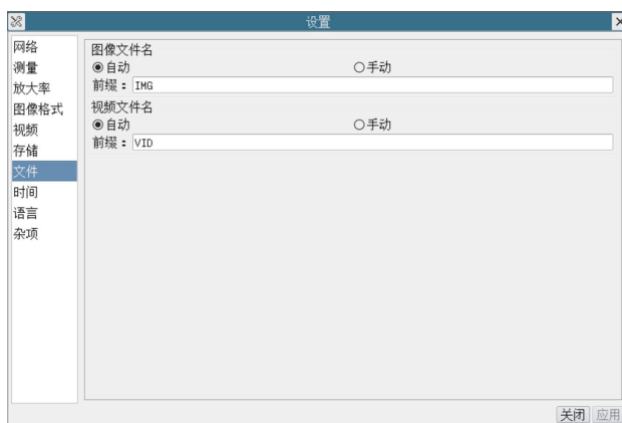 设置
网络
测量
放大率
图像格式
视频
存储
文件
时间
语言
杂项
图像文件名
自动 手动
前缀： IMG
视频文件名
自动 手动
前缀： VID
关闭 应用